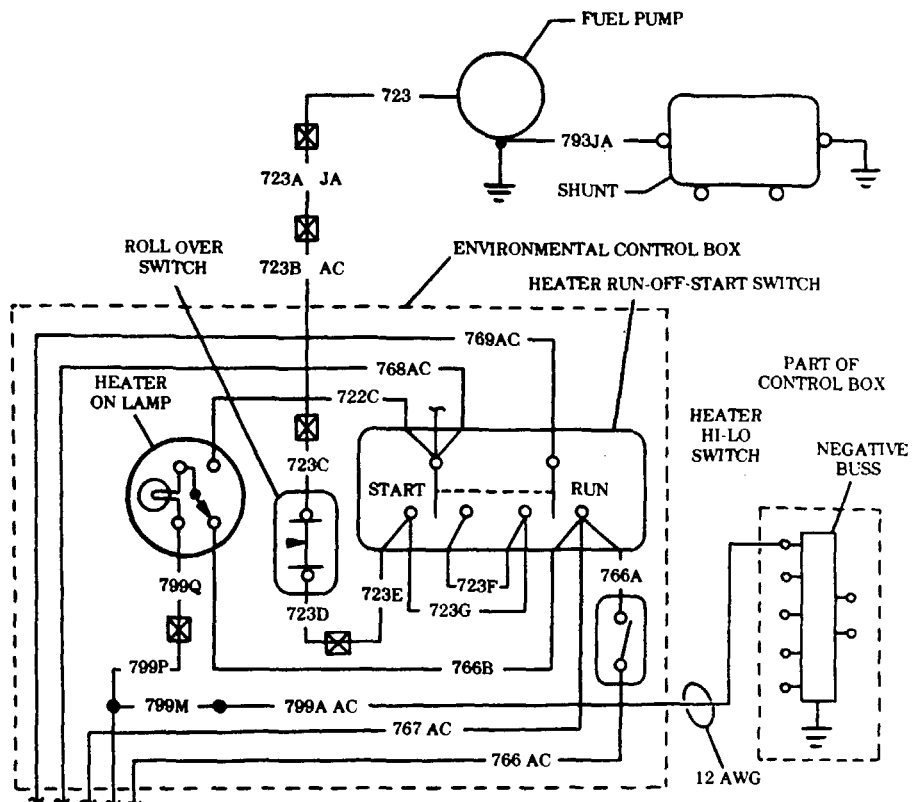 FUEL PUMP
723
793JA
723A JA
SHUNT
ROLL OVER
SWITCH
723B AC
ENVIRONMENTAL CONTROL BOX
HEATER RUN-OFF-START SWITCH
769AC
PART OF
CONTROL BOX
768AC
HEATER
ON LAMP
722C
HEATER
HI-LO
SWITCH
NEGATIVE
BUSS
723C
START
RUN
799Q
723D
723E
723F
723G
766A
799P
766B
799M
799A AC
767 AC
766 AC
12 AWG